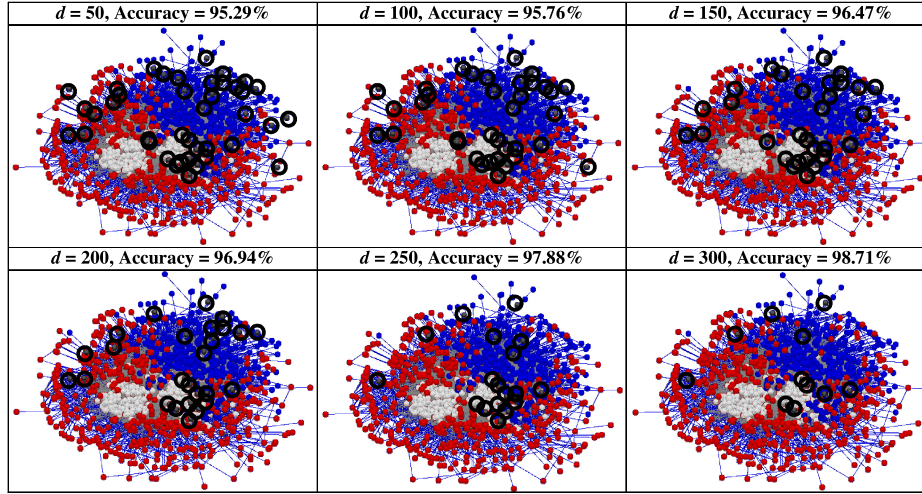 d = 50, Accuracy = 95.29%
d = 100, Accuracy = 95.76%
d = 150, Accuracy = 96.47%
d = 200, Accuracy = 96.94%
d = 250, Accuracy = 97.88%
d = 300, Accuracy = 98.71%